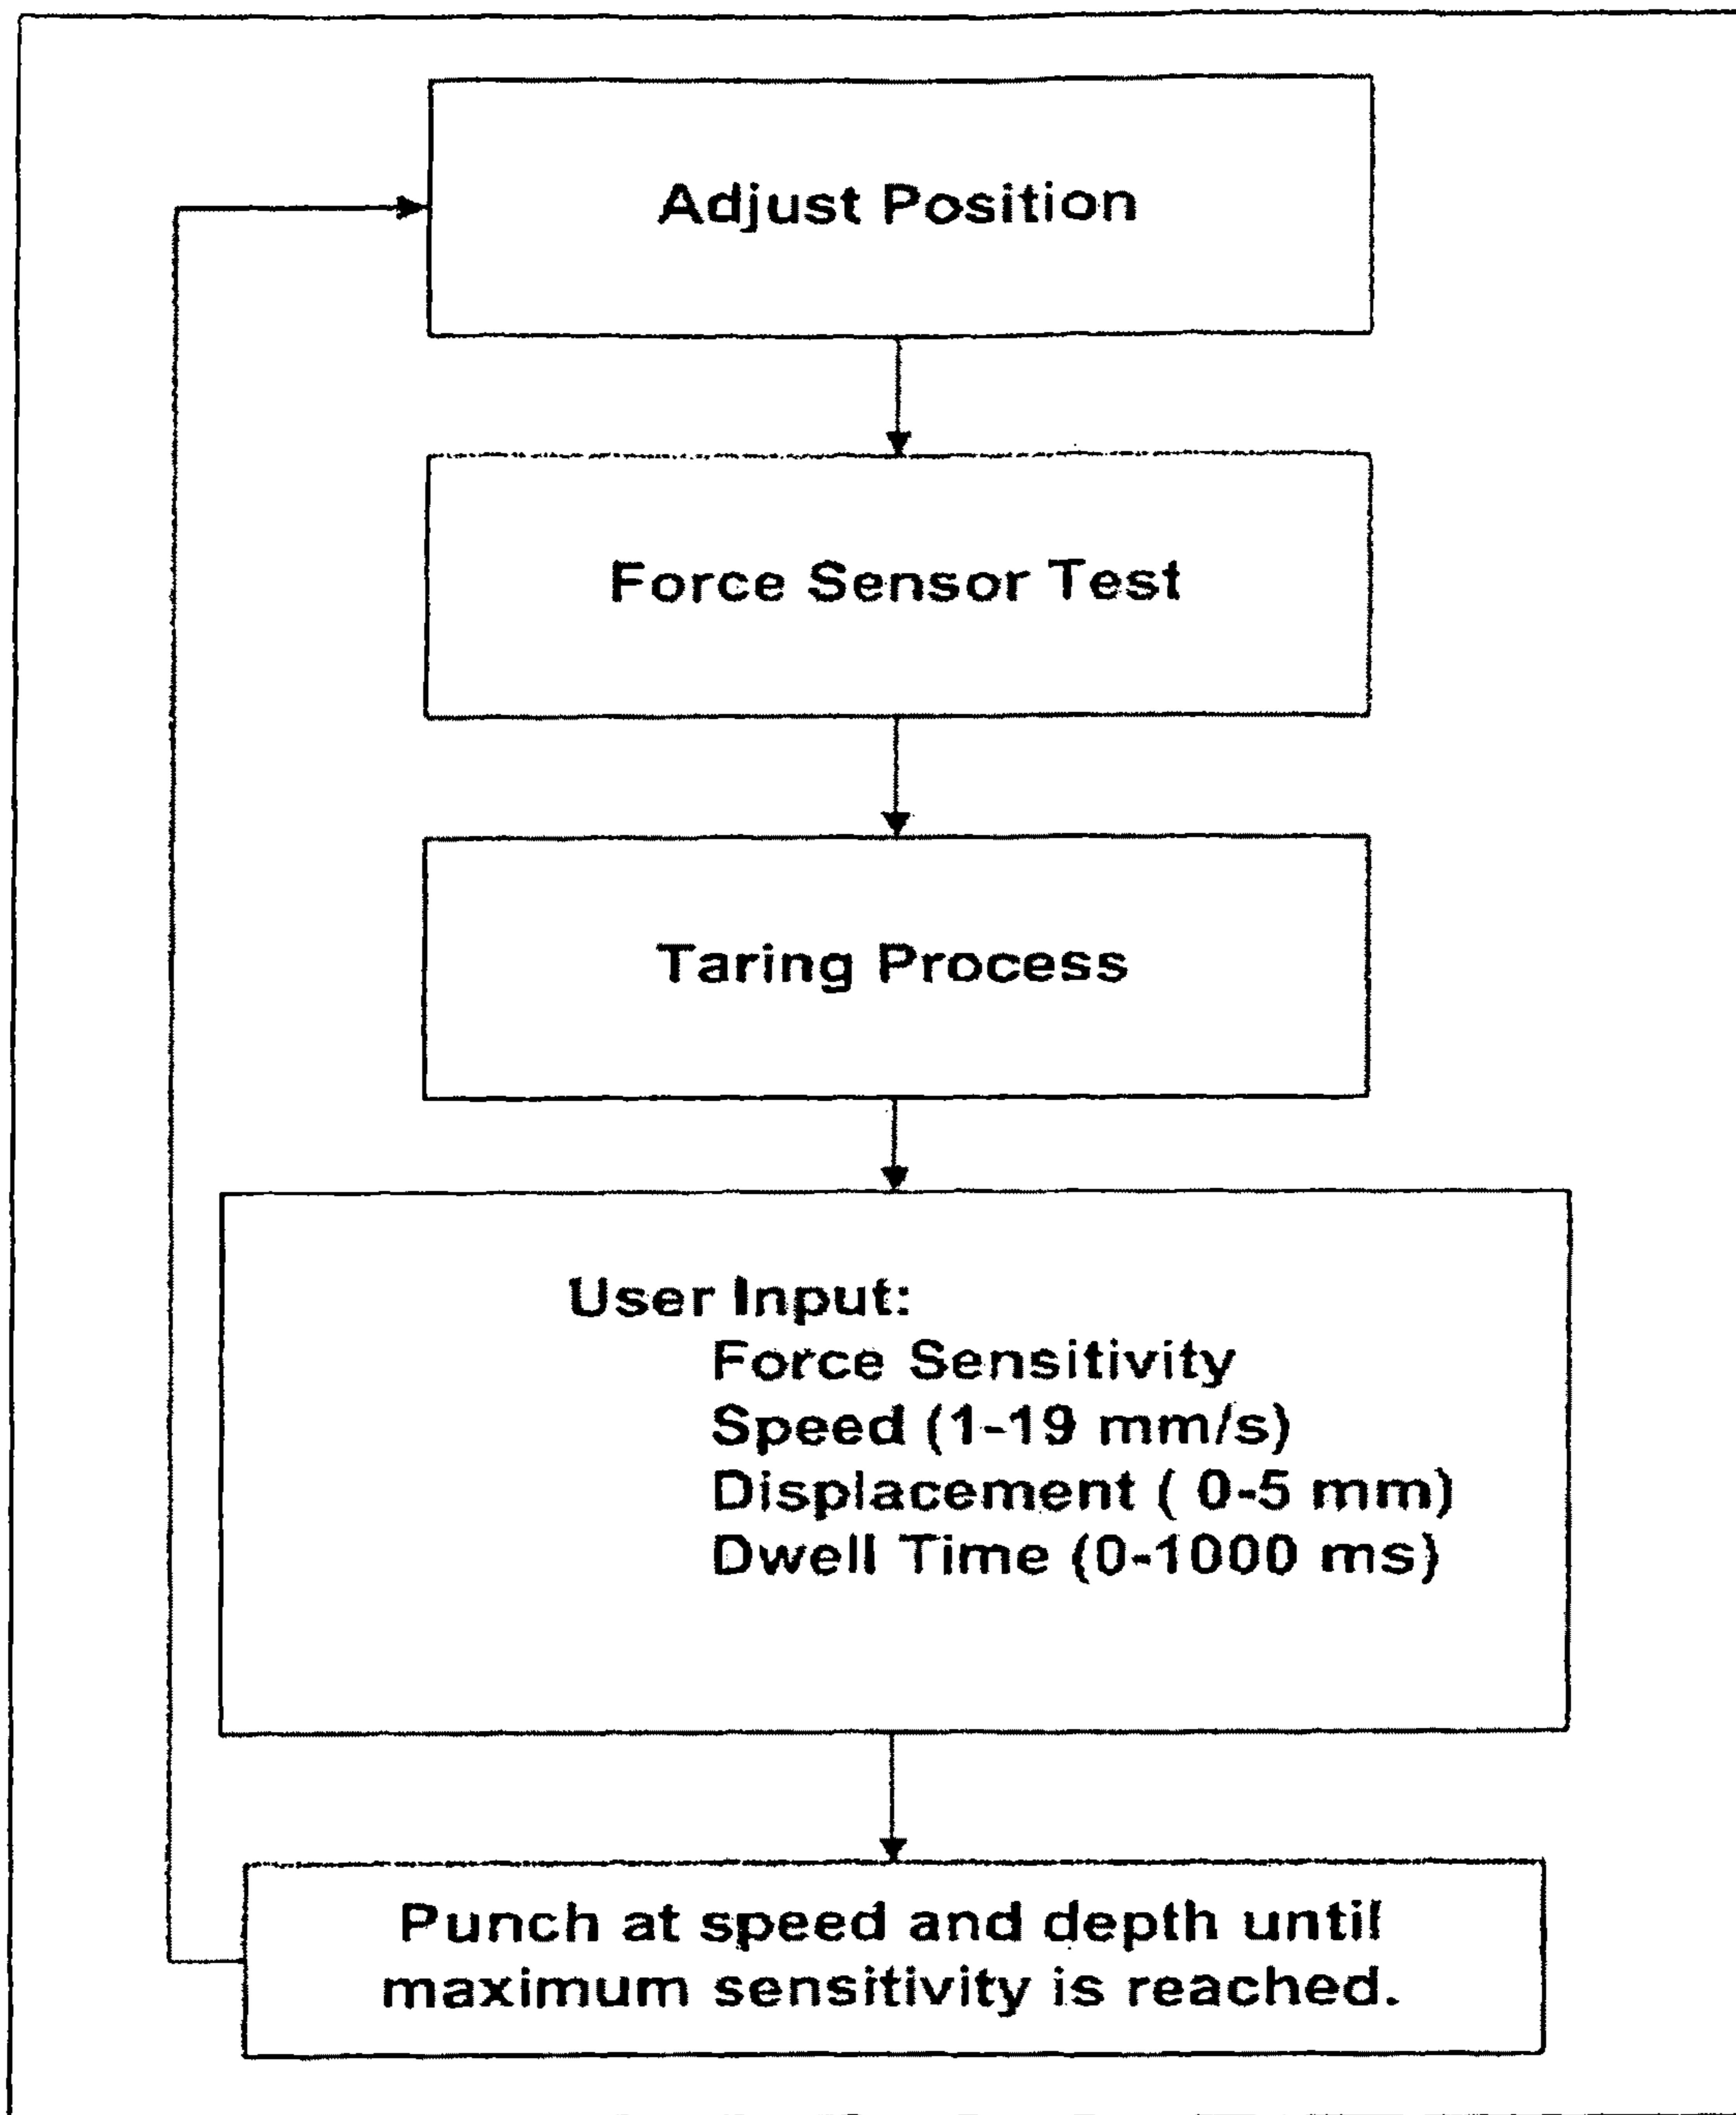 Adjust Position
Force Sensor Test
Taring Process
User Input:
Force Sensitivity
Speed (1-19 mm/s)
Displacement ( 0-5 mm)
Dwell Time (0-1000 ms)
Punch at speed and depth until
maximum sensitivity is reached.